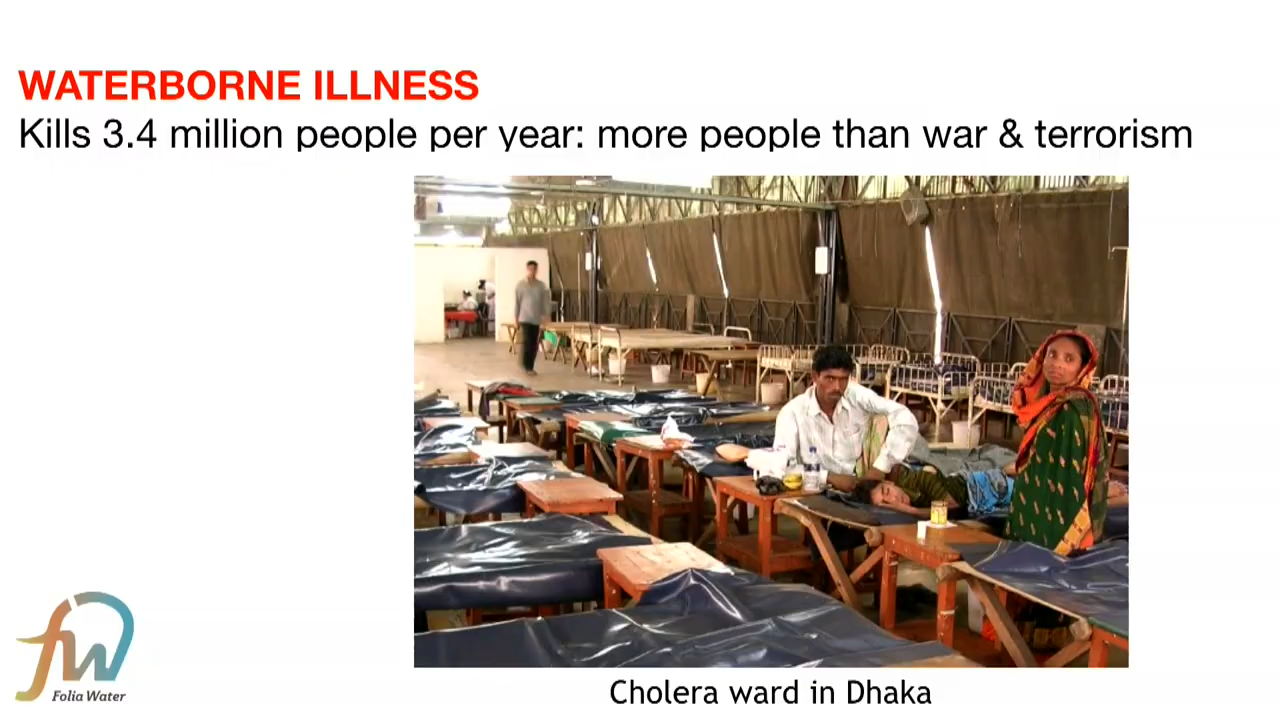 WATERBORNE ILLNESS
Kills 3.4 million people per year: more people than war & terrorism
fw
Folia Water
Cholera ward in Dhaka